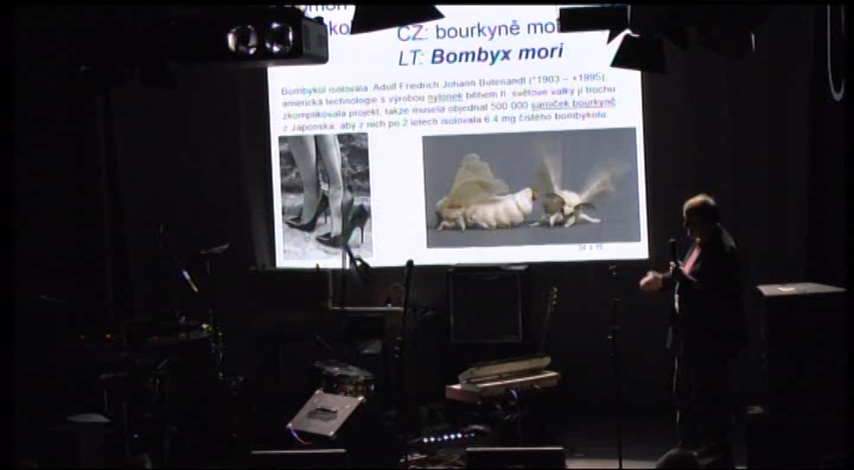 CZ: bourkyně
LT: Bombyx mori
Bombykol isolovala Adolf Friedrich Johann Butenandt (*1903 – +1995),
americká technologie s výrobou nylonek během II. světové války jí trochu
zkomplikovala projekt, takže musela objednat 500 000 samiček bourkyně
z Japonska, aby z nich po 2 letech isolovala 6.4 mg čistého bombykolu.